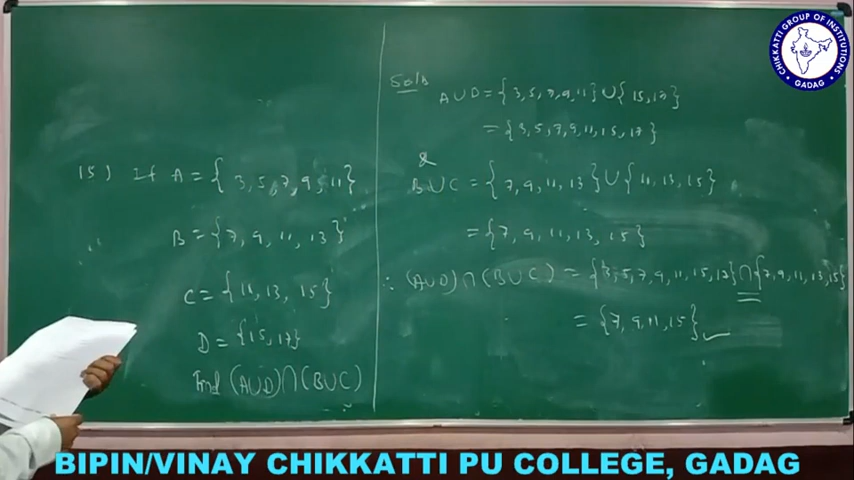 15) If A = {3,5,7,9,11}
B = {7,9,11,13}
C = {11,13,15}
D = {15,17}
Find (A∪D)∩(B∪C)
Soln
A∪D = {3,5,7,9,11} ∪ {15,17}
= {3,5,7,9,11,15,17}
&
B∪C = {7,9,11,13} ∪ {11,13,15}
= {7,9,11,13,15}
∴ (A∪D)∩(B∪C) = {3,5,7,9,11,15,17} ∩ {7,9,11,13,15}
= {7,9,11,15}
CHIKKATTI GROUP OF INSTITUTIONS
GADAG
BIPIN/VINAY CHIKKATTI PU COLLEGE, GADAG